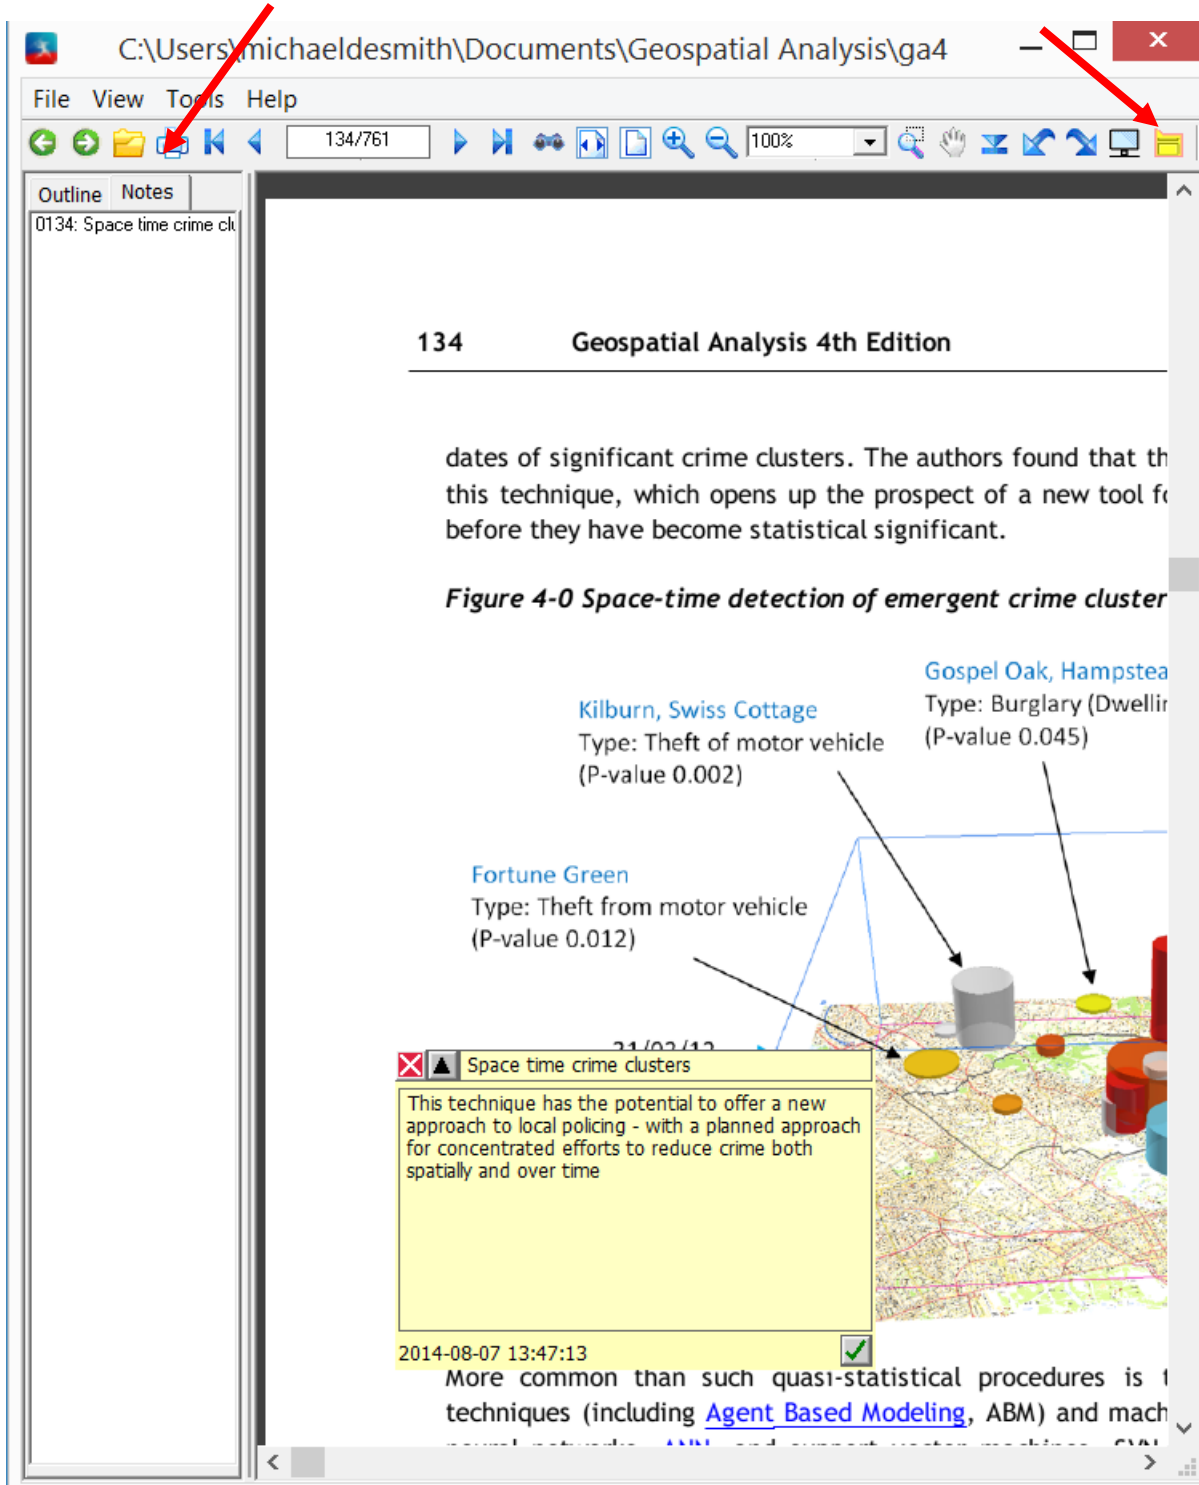 C:\Users\michaeldesmith\Documents\Geospatial Analysis\ga4
File View Tools Help
134/761
100%
Outline Notes
0134: Space time crime
134 Geospatial Analysis 4th Edition
dates of significant crime clusters. The authors found that
this technique, which opens up the prospect of a new tool
before they have become statistical significant.
Figure 4-0 Space-time detection of emergent crime cluster
Gospel Oak,
Type: Burglary
(P-value 0.045)
Kilburn, Swiss Cottage
Type: Theft of motor vehicle
(P-value 0.002)
Fortune Green
Type: Theft from motor vehicle
(P-value 0.012)
Space time crime clusters
This technique has the potential to offer a new
approach to local policing - with a planned approach
for concentrated efforts to reduce crime both
spatially and over time
2014-08-07 13:47:13
More common than such quasi-statistical procedures is
techniques (including Agent Based Modeling, ABM) and